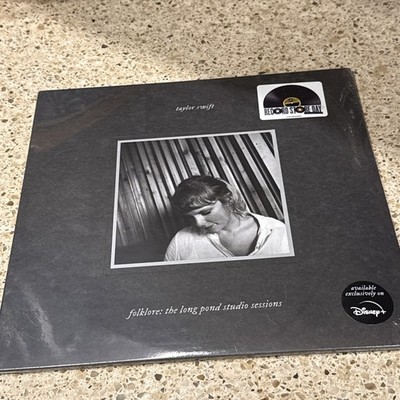 taylor swift
RECORD STORE DAY
folklore: the long pond studio sessions
available
exclusively on
Disney+